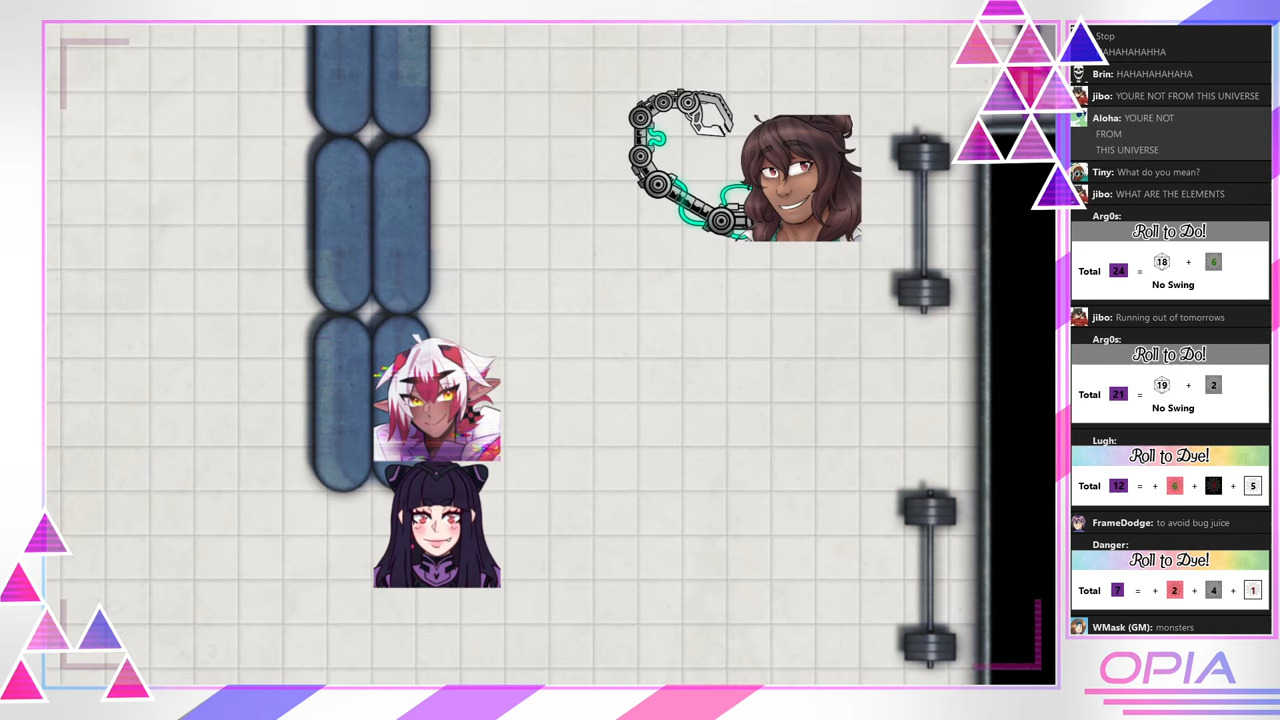 Stop
HAHAHAHAHHA
Brin: HAHAHAHAHAHA
jibo: YOURE NOT FROM THIS UNIVERSE
Aloha: YOURE NOT
FROM
THIS UNIVERSE
Tiny: What do you mean?
jibo: WHAT ARE THE ELEMENTS
Arg0s:
Roll to Do!
Total 24 = 18 + 6
No Swing
jibo: Running out of tomorrows
Arg0s:
Roll to Do!
Total 21 = 19 + 2
No Swing
Lugh:
Roll to Dye!
Total 12 = + 6 + + 5
FrameDodge: to avoid bug juice
Danger:
Roll to Dye!
Total 7 = + 2 + 4 + 1
WMask (GM): monsters
OPIA